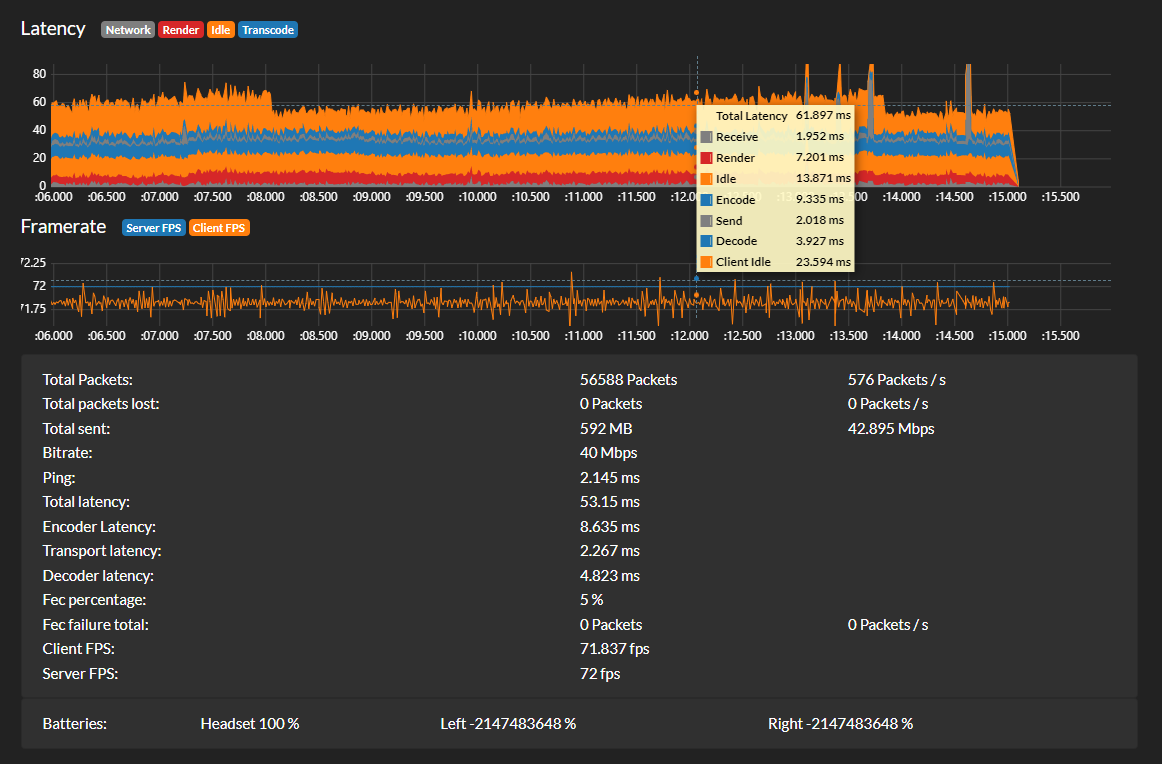 Latency Network Render Idle Transcode
80
60
40
20
0
:06.000 :06.500 :07.000 :07.500 :08.000 :08.500 :09.000 :09.500 :10.000 :10.500 :11.000 :11.500 :12.000 :12.500 :13.000 :13.500 :14.000 :14.500 :15.000 :15.500
Total Latency 61.897 ms
Receive 1.952 ms
Render 7.201 ms
Idle 13.871 ms
Encode 9.335 ms
Send 2.018 ms
Decode 3.927 ms
Client Idle 23.594 ms
Framerate Server FPS Client FPS
72.25
72
71.75
:06.000 :06.500 :07.000 :07.500 :08.000 :08.500 :09.000 :09.500 :10.000 :10.500 :11.000 :11.500 :12.000 :12.500 :13.000 :13.500 :14.000 :14.500 :15.000 :15.500
Total Packets: 56588 Packets 576 Packets / s
Total packets lost: 0 Packets 0 Packets / s
Total sent: 592 MB 42.895 Mbps
Bitrate: 40 Mbps
Ping: 2.145 ms
Total latency: 53.15 ms
Encoder Latency: 8.635 ms
Transport latency: 2.267 ms
Decoder latency: 4.823 ms
Fec percentage: 5 %
Fec failure total: 0 Packets 0 Packets / s
Client FPS: 71.837 fps
Server FPS: 72 fps
Batteries: Headset 100 % Left -2147483648 % Right -2147483648 %